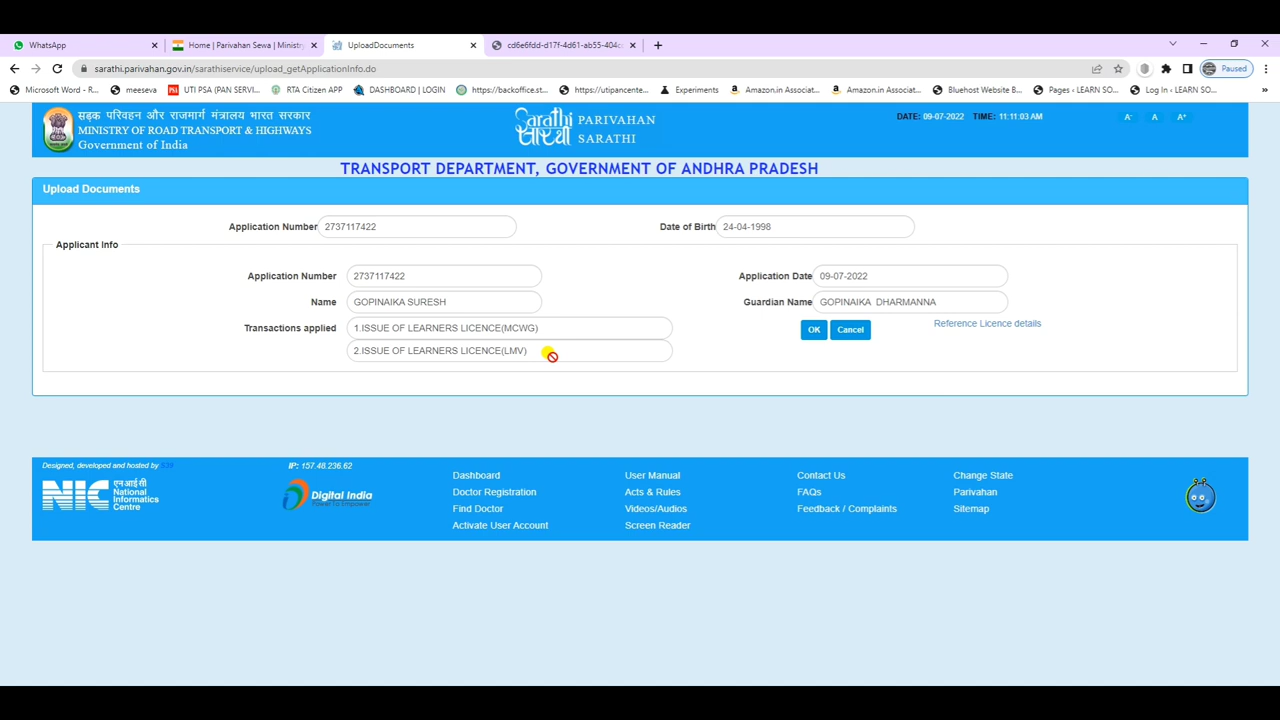 WhatsApp
Home | Parivahan Sewa | Ministry
UploadDocuments
cd6e6fdd-d17f-4d61-ab55-404c
sarathi.parivahan.gov.in/sarathiservice/upload_getApplicationInfo.do
Paused
Microsoft Word - R... meeseva UTI PSA (PAN SERVI... RTA Citizen APP DASHBOARD | LOGIN https://backoffice.st... https://utipancente... Experiments Amazon.in Associat... Amazon.in Associat... Bluehost Website B... Pages ‹ LEARN SO... Log In ‹ LEARN SO...
सड़क परिवहन और राजमार्ग मंत्रालय भारत सरकार
MINISTRY OF ROAD TRANSPORT & HIGHWAYS
Government of India
Sarathi सारथी
PARIVAHAN
SARATHI
DATE: 09-07-2022 TIME: 11:11:03 AM
A- A A+
TRANSPORT DEPARTMENT, GOVERNMENT OF ANDHRA PRADESH
Upload Documents
Application Number 2737117422 Date of Birth 24-04-1998
Applicant Info
Application Number 2737117422 Application Date 09-07-2022
Name GOPINAIKA SURESH Guardian Name GOPINAIKA DHARMANNA
Transactions applied 1.ISSUE OF LEARNERS LICENCE(MCWG) OK Cancel Reference Licence details
2.ISSUE OF LEARNERS LICENCE(LMV)
Designed, developed and hosted by
NIC एनआईसी
National
Informatics
Centre
IP: 157.48.236.62
Digital India
Power To Empower
Dashboard User Manual Contact Us Change State
Doctor Registration Acts & Rules FAQs Parivahan
Find Doctor Videos/Audios Feedback / Complaints Sitemap
Activate User Account Screen Reader